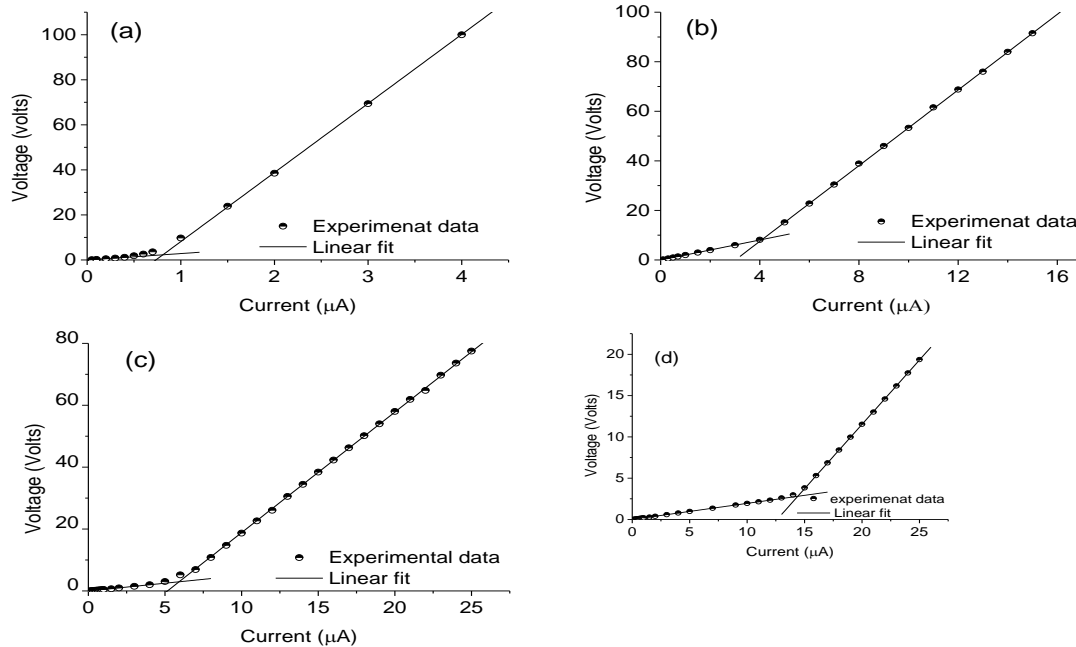 (a)
100
80
60
40
20
0
Voltage (volts)
Experimenat data
Linear fit
0 1 2 3 4
Current (μA)
(b)
100
80
60
40
20
0
Voltage (Volts)
Experimenat data
Linear fit
0 4 8 12 16
Current (μA)
(c)
80
60
40
20
0
Voltage (Volts)
Experimental data
Linear fit
0 5 10 15 20 25
Current (μA)
(d)
20
15
10
5
0
Voltage (Volts)
experimenat data
Linear fit
0 5 10 15 20 25
Current (μA)